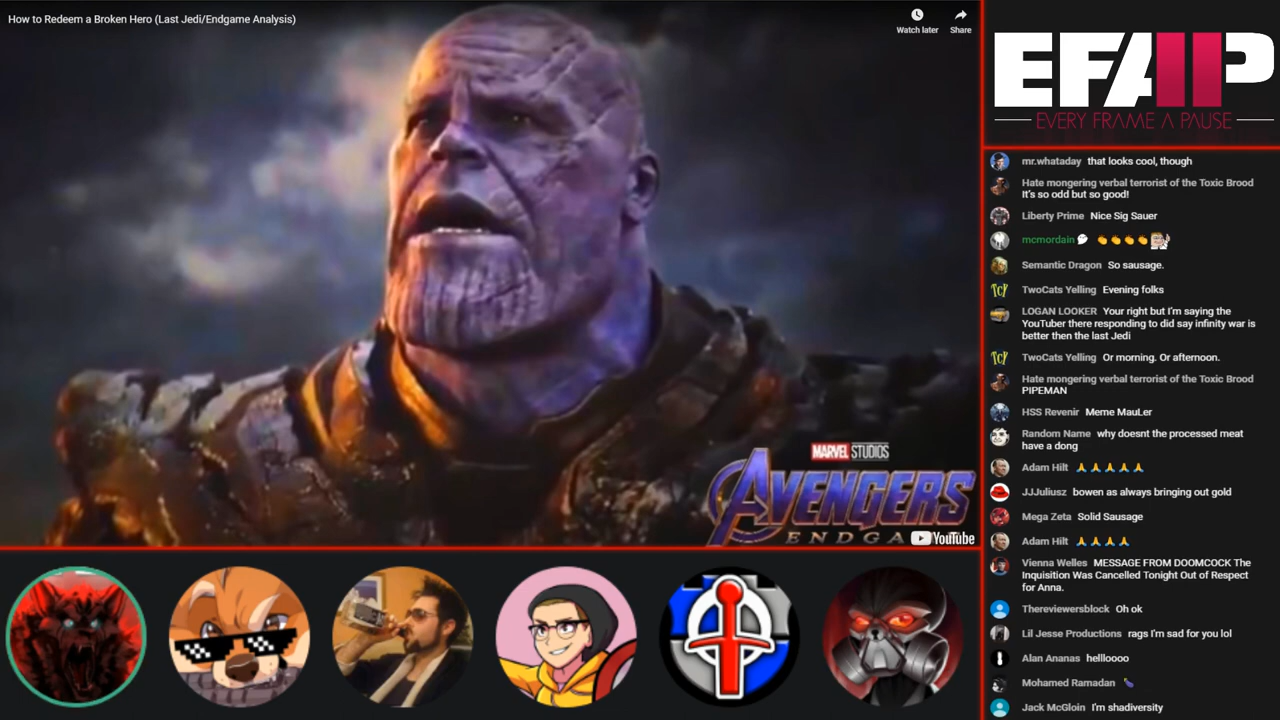 How to Redeem a Broken Hero (Last Jedi/Endgame Analysis)
Watch later
Share
MARVEL STUDIOS
AVENGERS
ENDGA
YouTube
EFAP
EVERY FRAME A PAUSE
mr.whataday that looks cool, though
Hate mongering verbal terrorist of the Toxic Brood
It's so odd but so good!
Liberty Prime Nice Sig Sauer
mcmordain 👏👏👏👏
Semantic Dragon So sausage.
TCY
TwoCats Yelling Evening folks
LOGAN LOOKER Your right but I'm saying the
YouTuber there responding to did say infinity war is
better then the last Jedi
TCY
TwoCats Yelling Or morning. Or afternoon.
Hate mongering verbal terrorist of the Toxic Brood
PIPEMAN
HSS Revenir Meme MauLer
Random Name why doesnt the processed meat
have a dong
Adam Hilt 🙏🙏🙏🙏🙏
JJJuliusz bowen as always bringing out gold
Mega Zeta Solid Sausage
Adam Hilt 🙏🙏🙏🙏
Vienna Welles MESSAGE FROM DOOMCOCK The
Inquisition Was Cancelled Tonight Out of Respect
for Anna.
Thereviewersblock Oh ok
Lil Jesse Productions rags I'm sad for you lol
Alan Ananas hellloooo
Mohamed Ramadan 🍆
Jack McGloin I'm shadiversity